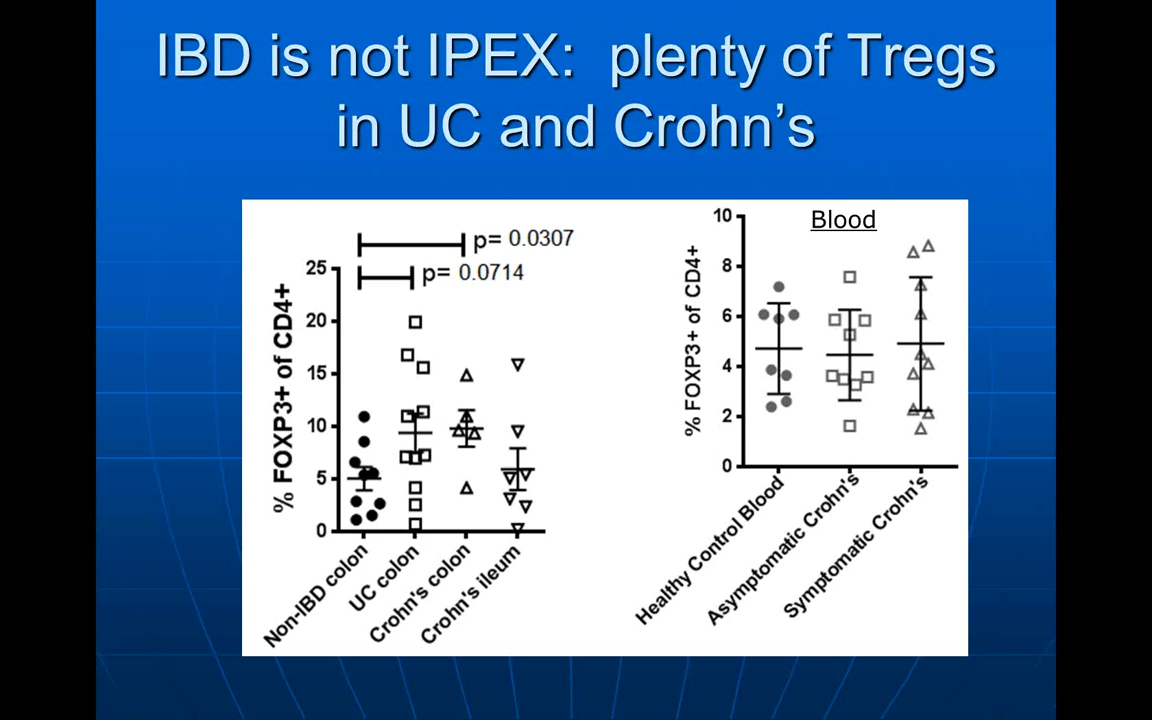 IBD is not IPEX:  plenty of Tregs
in UC and Crohn's
p= 0.0307
p= 0.0714
% FOXP3+ of CD4+
25
20
15
10
5
0
Non-IBD colon
UC colon
Crohn's colon
Crohn's ileum
Blood
% FOXP3+ of CD4+
10
8
6
4
2
0
Healthy Control Blood
Asymptomatic Crohn's
Symptomatic Crohn's